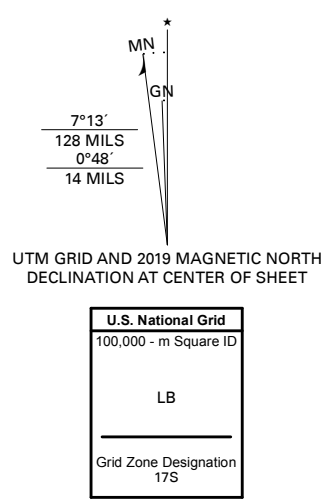 ★
MN
GN
7°13´
128 MILS
0°48´
14 MILS
UTM GRID AND 2019 MAGNETIC NORTH
DECLINATION AT CENTER OF SHEET
U.S. National Grid
100,000 - m Square ID
LB
Grid Zone Designation
17S